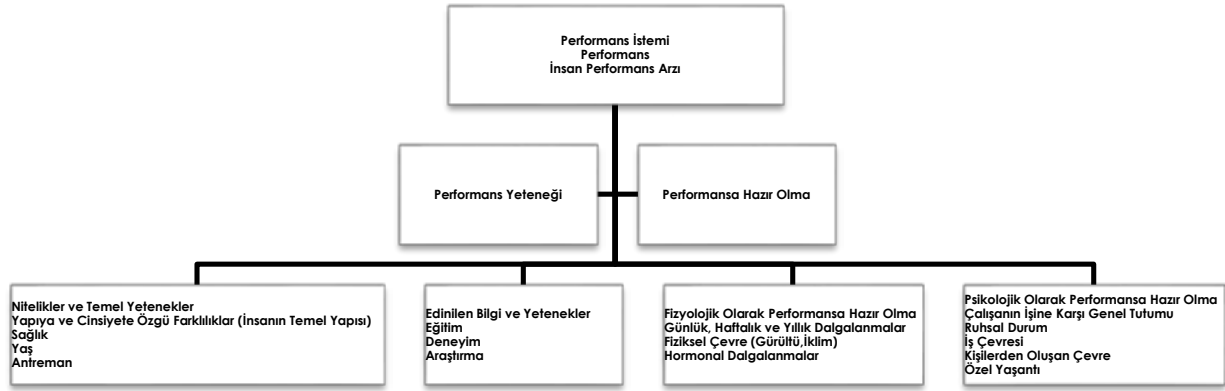 Performans İstemi
Performans
İnsan Performans Arzı
Performans Yeteneği
Performansa Hazır Olma
Nitelikler ve Temel Yetenekler
Yapıya ve Cinsiyete Özgü Farklılıklar (İnsanın Temel Yapısı)
Sağlık
Yaş
Antreman
Edinilen Bilgi ve Yetenekler
Eğitim
Deneyim
Araştırma
Fizyolojik Olarak Performansa Hazır Olma
Günlük, Haftalık ve Yıllık Dalgalanmalar
Fiziksel Çevre (Gürültü,İklim)
Hormonal Dalgalanmalar
Psikolojik Olarak Performansa Hazır Olma
Çalışanın İşine Karşı Genel Tutumu
Ruhsal Durum
İş Çevresi
Kişilerden Oluşan Çevre
Özel Yaşantı